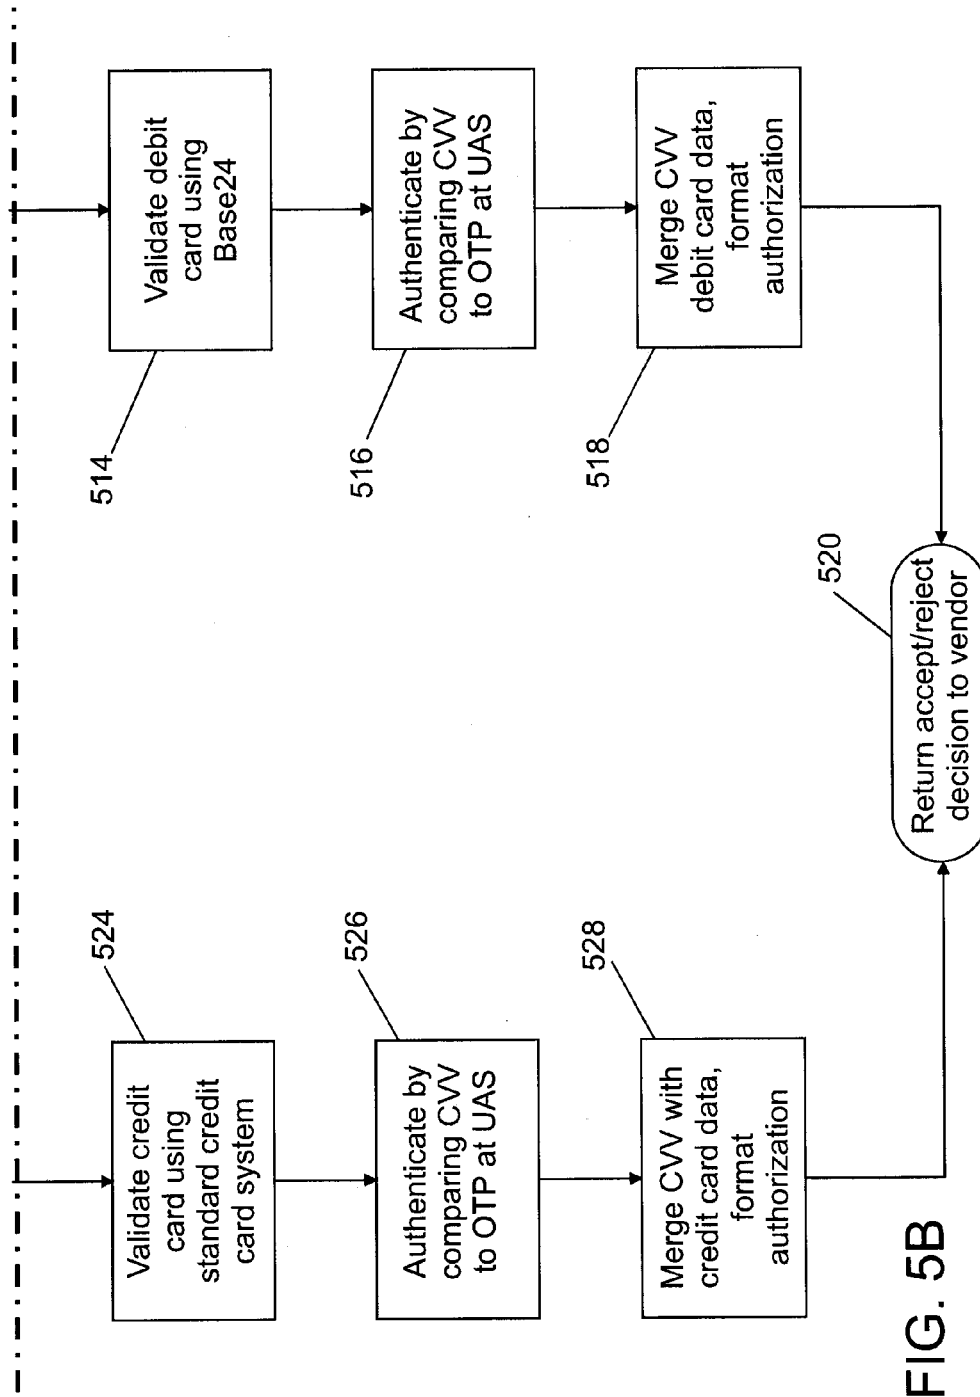 524
Validate credit
card using
standard credit
card system
526
Authenticate by
comparing CVV
to OTP at UAS
528
Merge CVV with
credit card data,
format
authorization
514
Validate debit
card using
Base24
516
Authenticate by
comparing CVV
to OTP at UAS
518
Merge CVV
debit card data,
format
authorization
520
Return accept/reject
decision to vendor
FIG. 5B